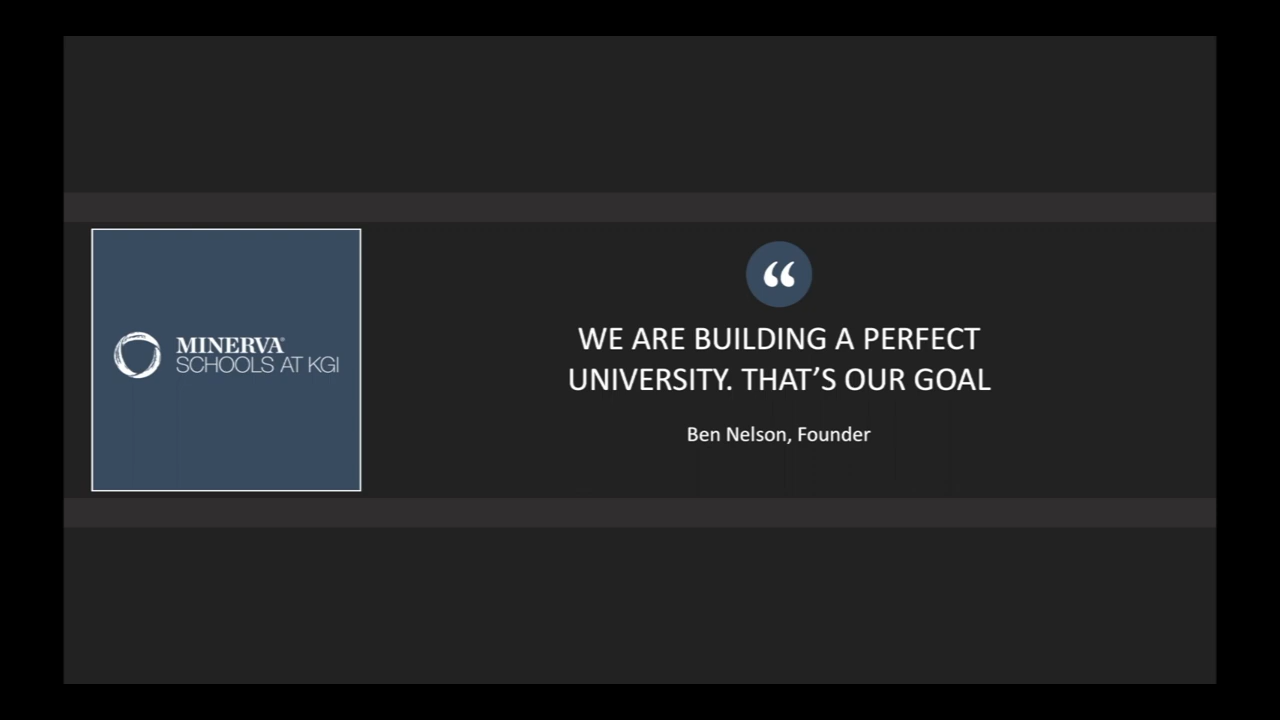 MINERVA®
SCHOOLS AT KGI
“
WE ARE BUILDING A PERFECT
UNIVERSITY. THAT’S OUR GOAL
Ben Nelson, Founder